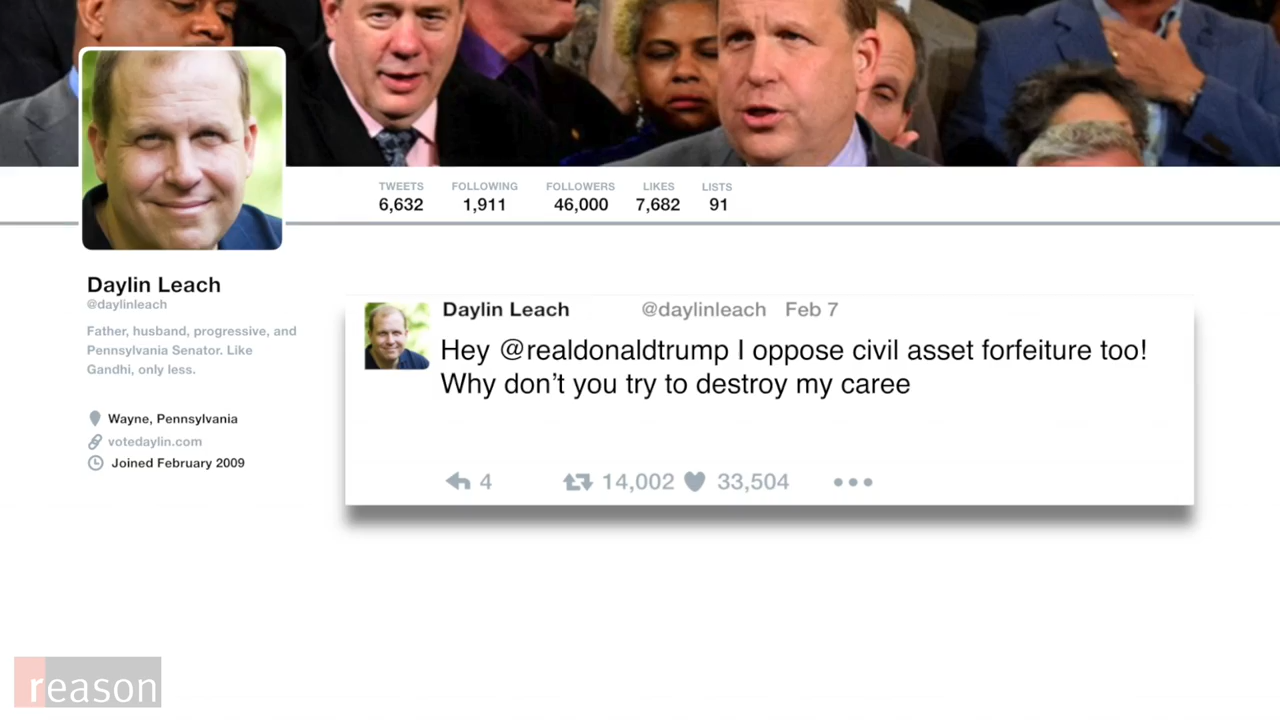 TWEETS FOLLOWING FOLLOWERS LIKES LISTS
6,632 1,911 46,000 7,682 91
Daylin Leach
@daylinleach
Father, husband, progressive, and
Pennsylvania Senator. Like
Gandhi, only less.
Wayne, Pennsylvania
votedaylin.com
Joined February 2009
Daylin Leach @daylinleach Feb 7
Hey @realdonaldtrump I oppose civil asset forfeiture too!
Why don't you try to destroy my caree
4 14,002 33,504
reason